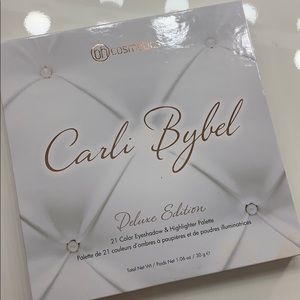 bh cosmetics
Carli Bybel
Deluxe Edition
21 Color Eyeshadow & Highlighter Palette
Palette de 21 couleurs d'ombres à paupières et de poudres illuminatrices
Total Net Wt / Poids Net 1.06 oz / 30 g ℮